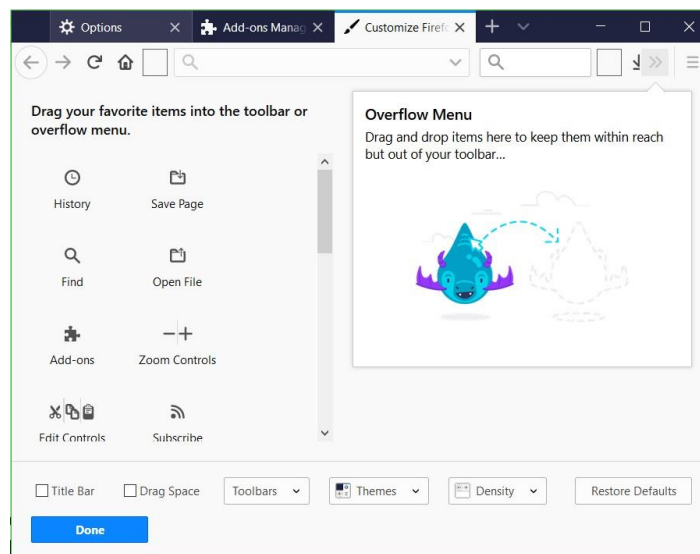 Options
Add-ons Manag
Customize Firef
Drag your favorite items into the toolbar or
overflow menu.
Overflow Menu
Drag and drop items here to keep them within reach
but out of your toolbar...
History
Save Page
Find
Open File
Add-ons
Zoom Controls
Edit Controls
Subscribe
Title Bar
Drag Space
Toolbars
Themes
Density
Restore Defaults
Done